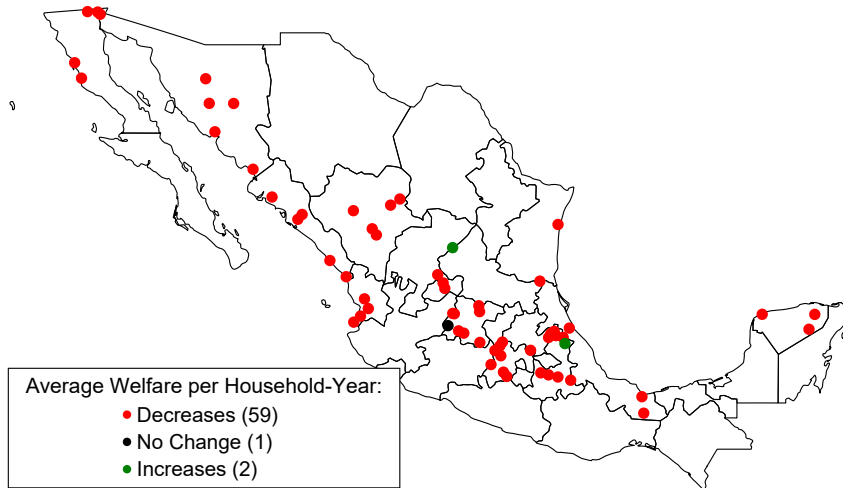 Average Welfare per Household-Year:
Decreases (59)
No Change (1)
Increases (2)